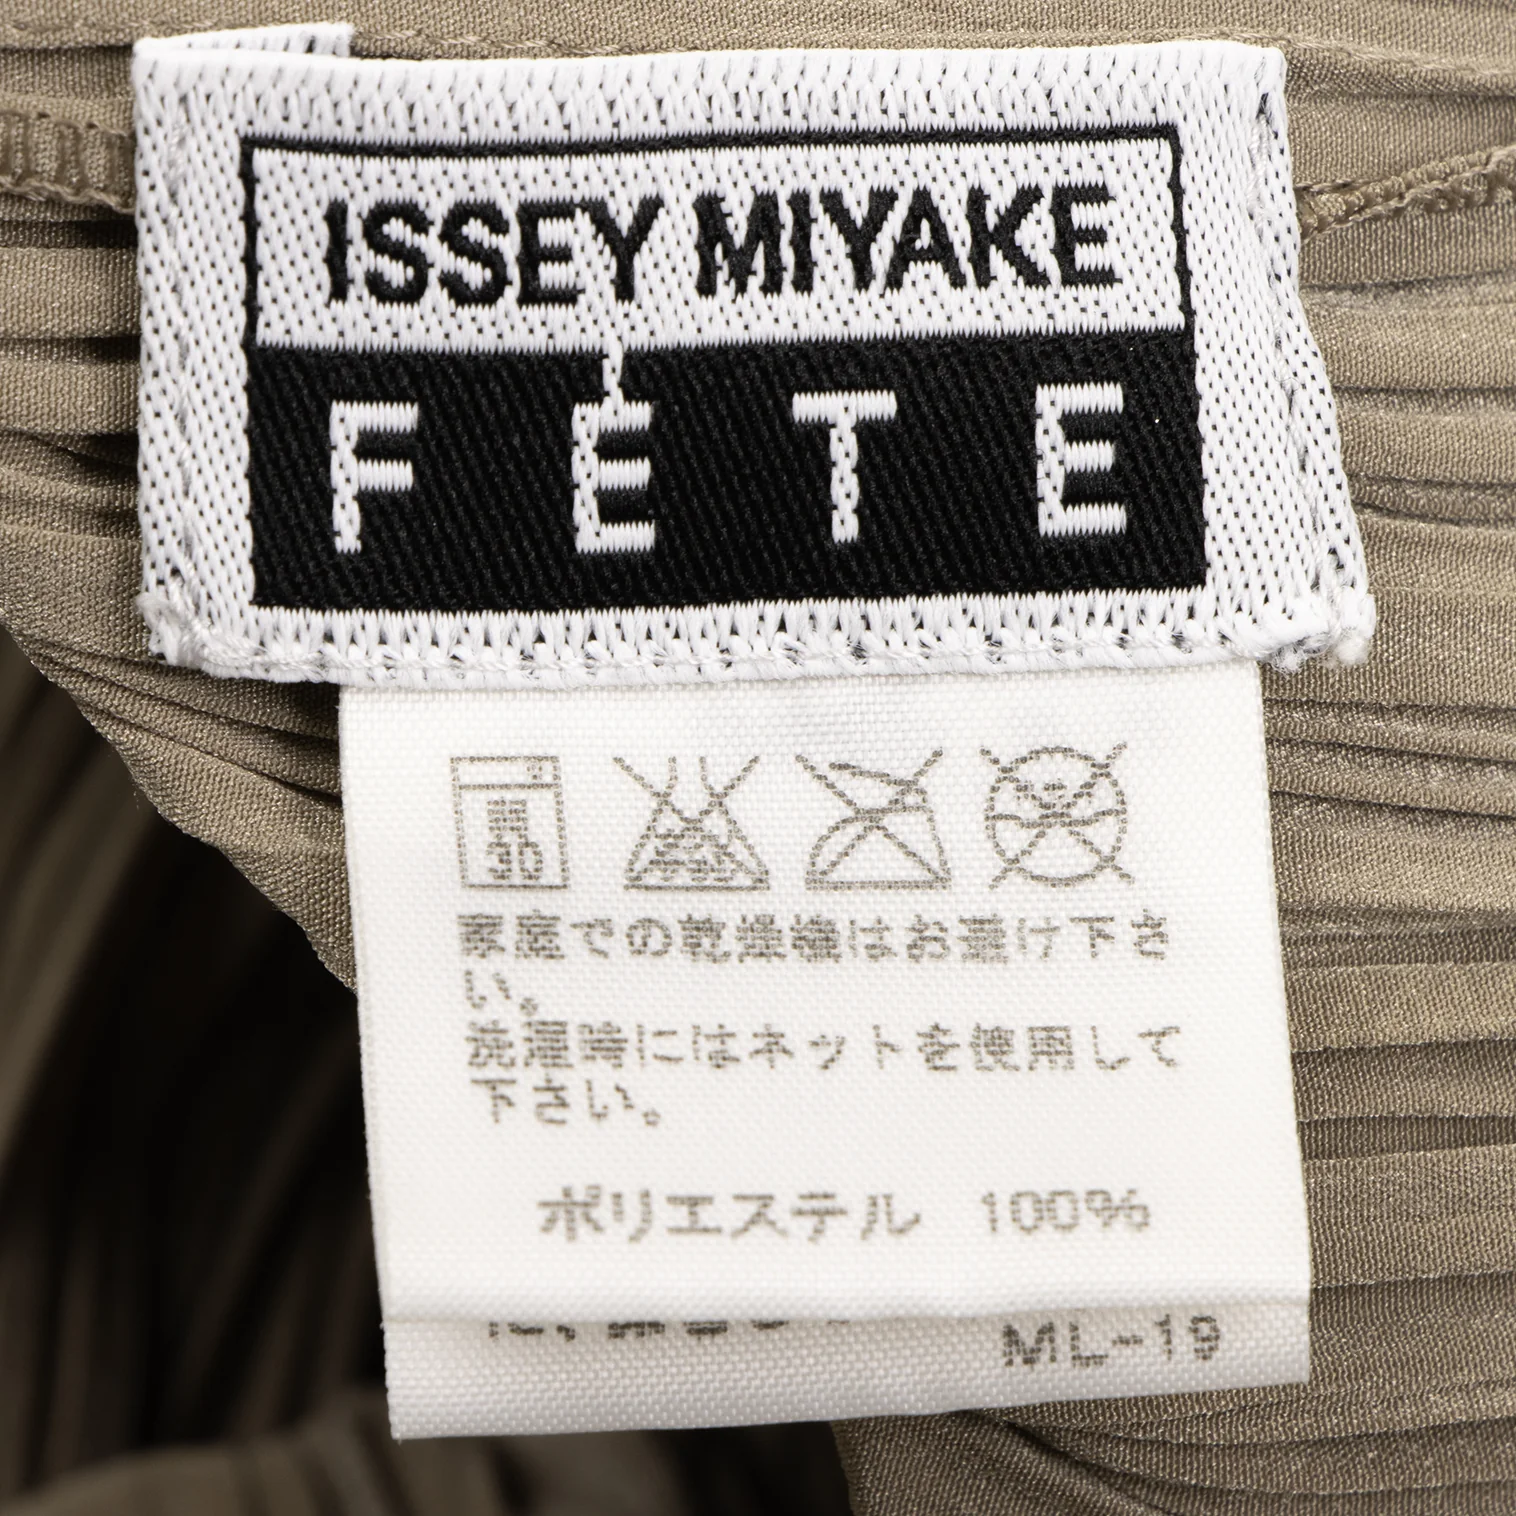 ISSEY MIYAKE
FÊTE
弱
30
家庭での乾燥機はお避け下さ
い。
洗濯時にはネットを使用して
下さい。
ポリエステル 100%
ML-19